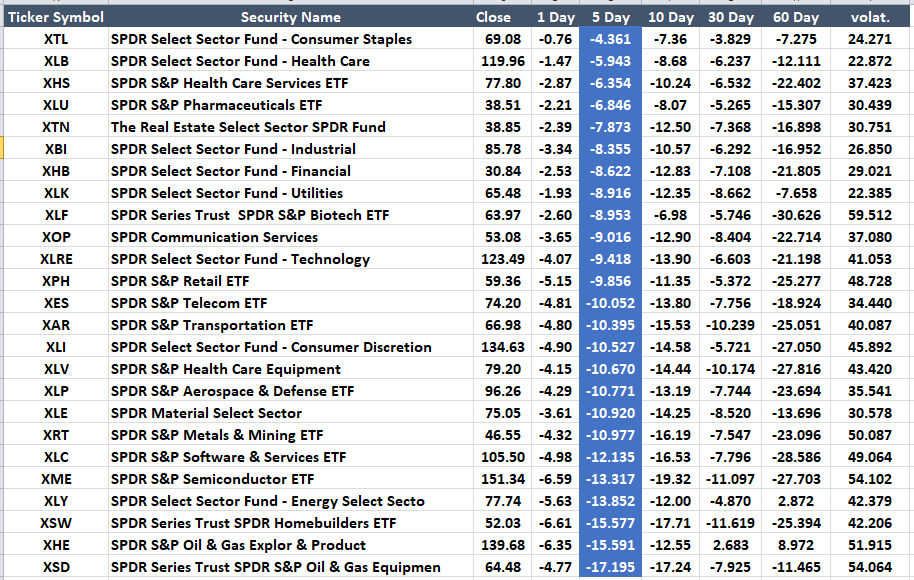 Ticker Symbol Security Name Close 1 Day 5 Day 10 Day 30 Day 60 Day volat.
XTL SPDR Select Sector Fund - Consumer Staples 69.08 -0.76 -4.361 -7.36 -3.829 -7.275 24.271
XLB SPDR Select Sector Fund - Health Care 119.96 -1.47 -5.943 -8.68 -6.237 -12.111 22.872
XHS SPDR S&P Health Care Services ETF 77.80 -2.87 -6.354 -10.24 -6.532 -22.402 37.423
XLU SPDR S&P Pharmaceuticals ETF 38.51 -2.21 -6.846 -8.07 -5.265 -15.307 30.439
XTN The Real Estate Select Sector SPDR Fund 38.85 -2.39 -7.873 -12.50 -7.368 -16.898 30.751
XBI SPDR Select Sector Fund - Industrial 85.78 -3.34 -8.355 -10.57 -6.292 -16.952 26.850
XHB SPDR Select Sector Fund - Financial 30.84 -2.53 -8.622 -12.83 -7.108 -21.805 29.021
XLK SPDR Select Sector Fund - Utilities 65.48 -1.93 -8.916 -12.35 -8.662 -7.658 22.385
XLF SPDR Series Trust SPDR S&P Biotech ETF 63.97 -2.60 -8.953 -6.98 -5.746 -30.626 59.512
XOP SPDR Communication Services 53.08 -3.65 -9.016 -12.90 -8.404 -22.714 37.080
XLRE SPDR Select Sector Fund - Technology 123.49 -4.07 -9.418 -13.90 -6.603 -21.198 41.053
XPH SPDR S&P Retail ETF 59.36 -5.15 -9.856 -11.35 -5.372 -25.277 48.728
XES SPDR S&P Telecom ETF 74.20 -4.81 -10.052 -13.80 -7.756 -18.924 34.440
XAR SPDR S&P Transportation ETF 66.98 -4.80 -10.395 -15.53 -10.239 -25.051 40.087
XLI SPDR Select Sector Fund - Consumer Discretion 134.63 -4.90 -10.527 -14.58 -5.721 -27.050 45.892
XLV SPDR S&P Health Care Equipment 79.20 -4.15 -10.670 -14.44 -10.174 -27.816 43.420
XLP SPDR S&P Aerospace & Defense ETF 96.26 -4.29 -10.771 -13.19 -7.744 -23.694 35.541
XLE SPDR Material Select Sector 75.05 -3.61 -10.920 -14.25 -8.520 -13.696 30.578
XRT SPDR S&P Metals & Mining ETF 46.55 -4.32 -10.977 -16.19 -7.547 -23.096 50.087
XLC SPDR S&P Software & Services ETF 105.50 -4.98 -12.135 -16.53 -7.796 -28.586 49.064
XME SPDR S&P Semiconductor ETF 151.34 -6.59 -13.317 -19.32 -11.097 -27.703 54.102
XLY SPDR Select Sector Fund - Energy Select Secto 77.74 -5.63 -13.852 -12.00 -4.870 2.872 42.379
XSW SPDR Series Trust SPDR Homebuilders ETF 52.03 -6.61 -15.577 -17.71 -11.619 -25.394 42.206
XHE SPDR S&P Oil & Gas Explor & Product 139.68 -6.35 -15.591 -12.55 2.683 8.972 51.915
XSD SPDR Series Trust SPDR S&P Oil & Gas Equipmen 64.48 -4.77 -17.195 -17.24 -7.925 -11.465 54.064